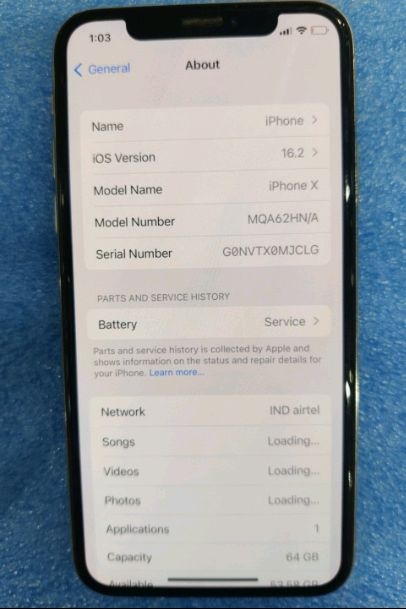 1:03
General
About
Name iPhone
iOS Version 16.2
Model Name iPhone X
Model Number MQA62HN/A
Serial Number G0NVTX0MJCLG
PARTS AND SERVICE HISTORY
Battery Service
Parts and service history is collected by Apple and
shows information on the status and repair details for
your iPhone. Learn more...
Network IND airtel
Songs Loading...
Videos Loading...
Photos Loading...
Applications 1
Capacity 64 GB
Available 53.58 GB